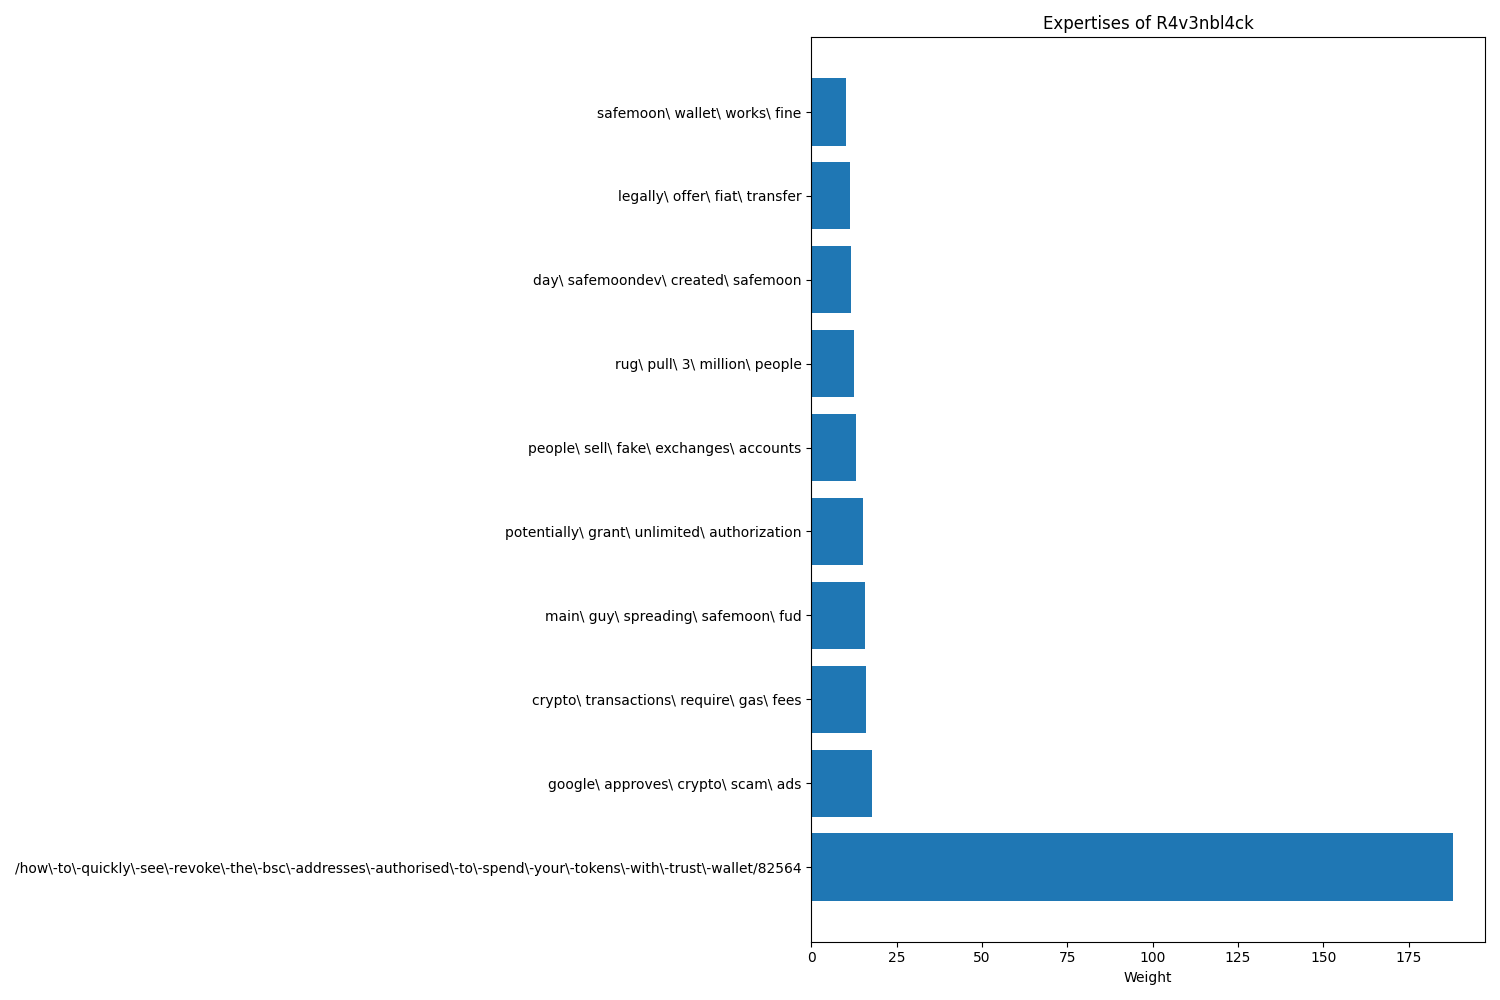 Expertises of R4v3nbl4ck
safemoon\ wallet\ works\ fine
legally\ offer\ fiat\ transfer
day\ safemoondev\ created\ safemoon
rug\ pull\ 3\ million\ people
people\ sell\ fake\ exchanges\ accounts
potentially\ grant\ unlimited\ authorization
main\ guy\ spreading\ safemoon\ fud
crypto\ transactions\ require\ gas\ fees
google\ approves\ crypto\ scam\ ads
/how\-to\-quickly\-see\-revoke\-the\-bsc\-addresses\-authorised\-to\-spend\-your\-tokens\-with\-trust\-wallet/82564
0 25 50 75 100 125 150 175
Weight